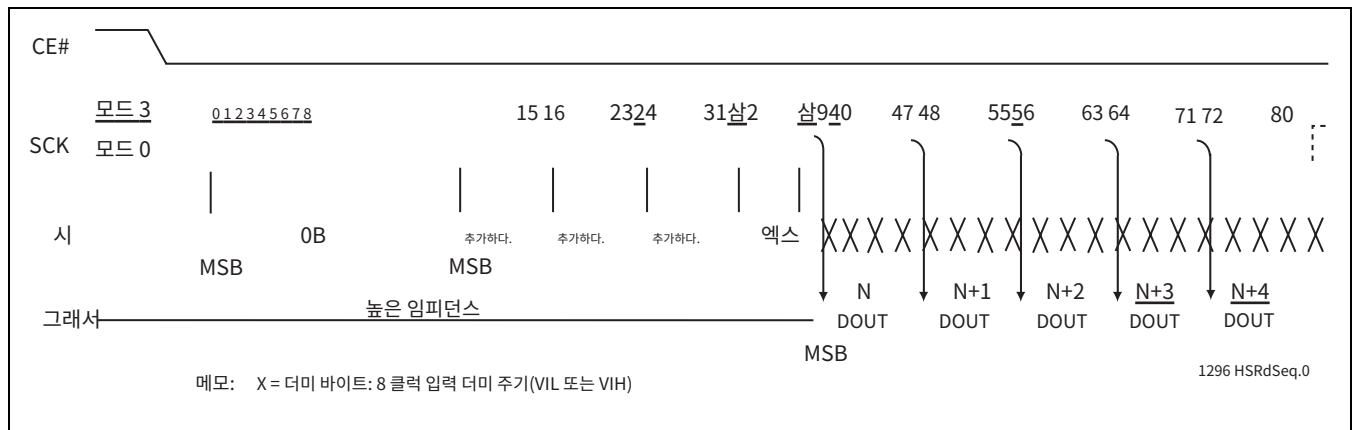 CE#
모드 3 0 1 2 3 4 5 6 7 8 15 16 2324 31삼2 삼940 47 48 5556 63 64 71 72 80
SCK 모드 0
시 0B 추가하다. 추가하다. 추가하다. 엑스
MSB MSB
높은 임피던스 N N+1 N+2 N+3 N+4
그래서 DOUT DOUT DOUT DOUT DOUT
MSB
1296 HSRdSeq.0
메모: X = 더미 바이트: 8 클럭 입력 더미 주기(VIL 또는 VIH)